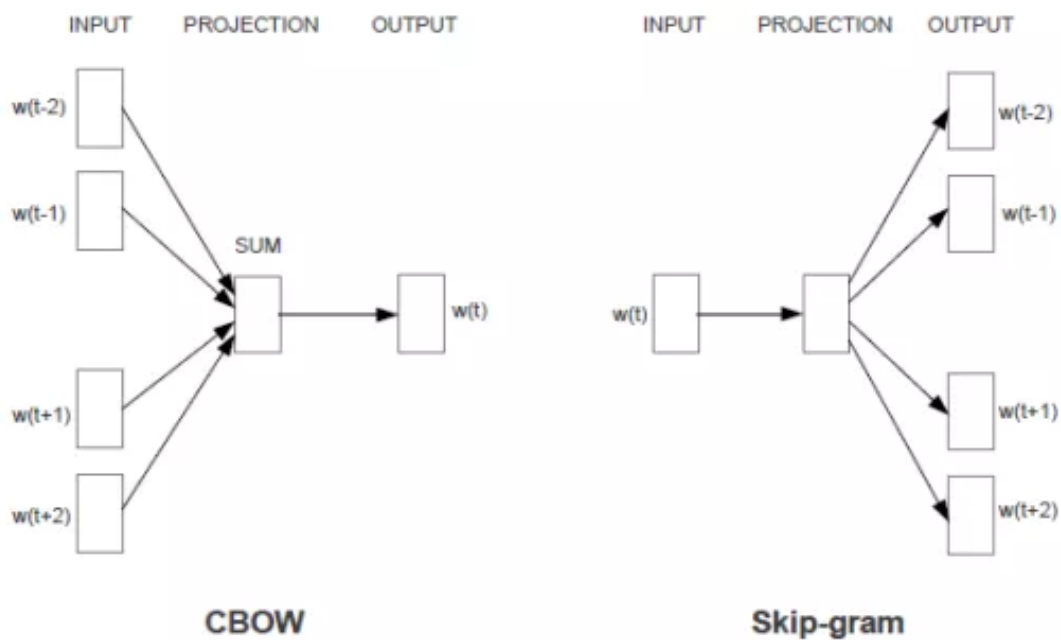 INPUT PROJECTION OUTPUT
w(t-2)
w(t-1)
SUM
w(t)
w(t+1)
w(t+2)
CBOW
INPUT PROJECTION OUTPUT
w(t-2)
w(t-1)
w(t)
w(t+1)
w(t+2)
Skip-gram